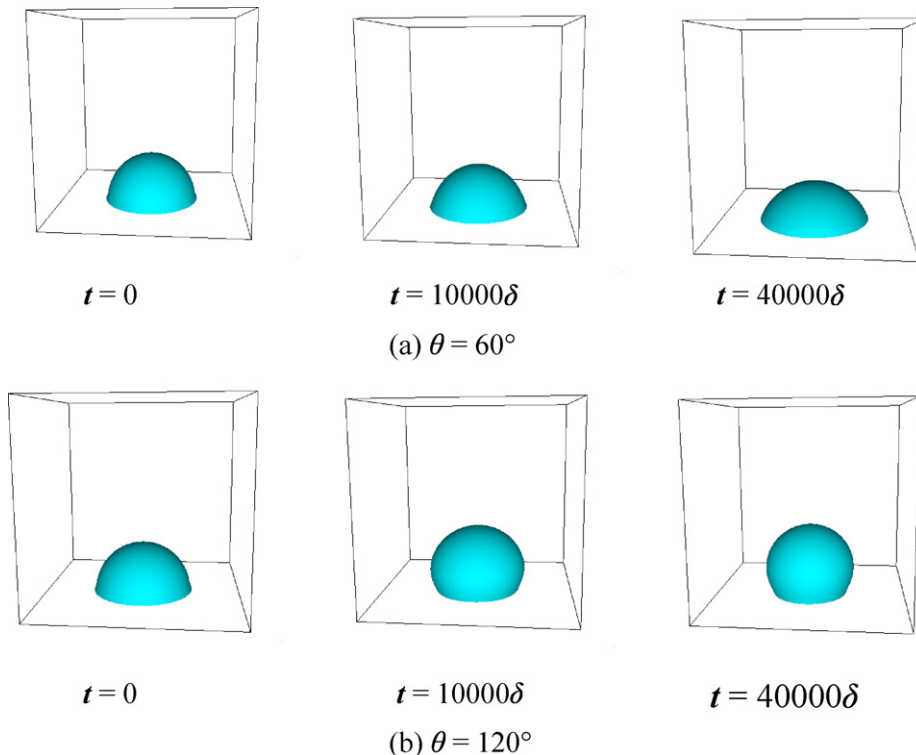 t = 0 t = 10000δ t = 40000δ
(a) θ = 60°
t = 0 t = 10000δ t = 40000δ
(b) θ = 120°